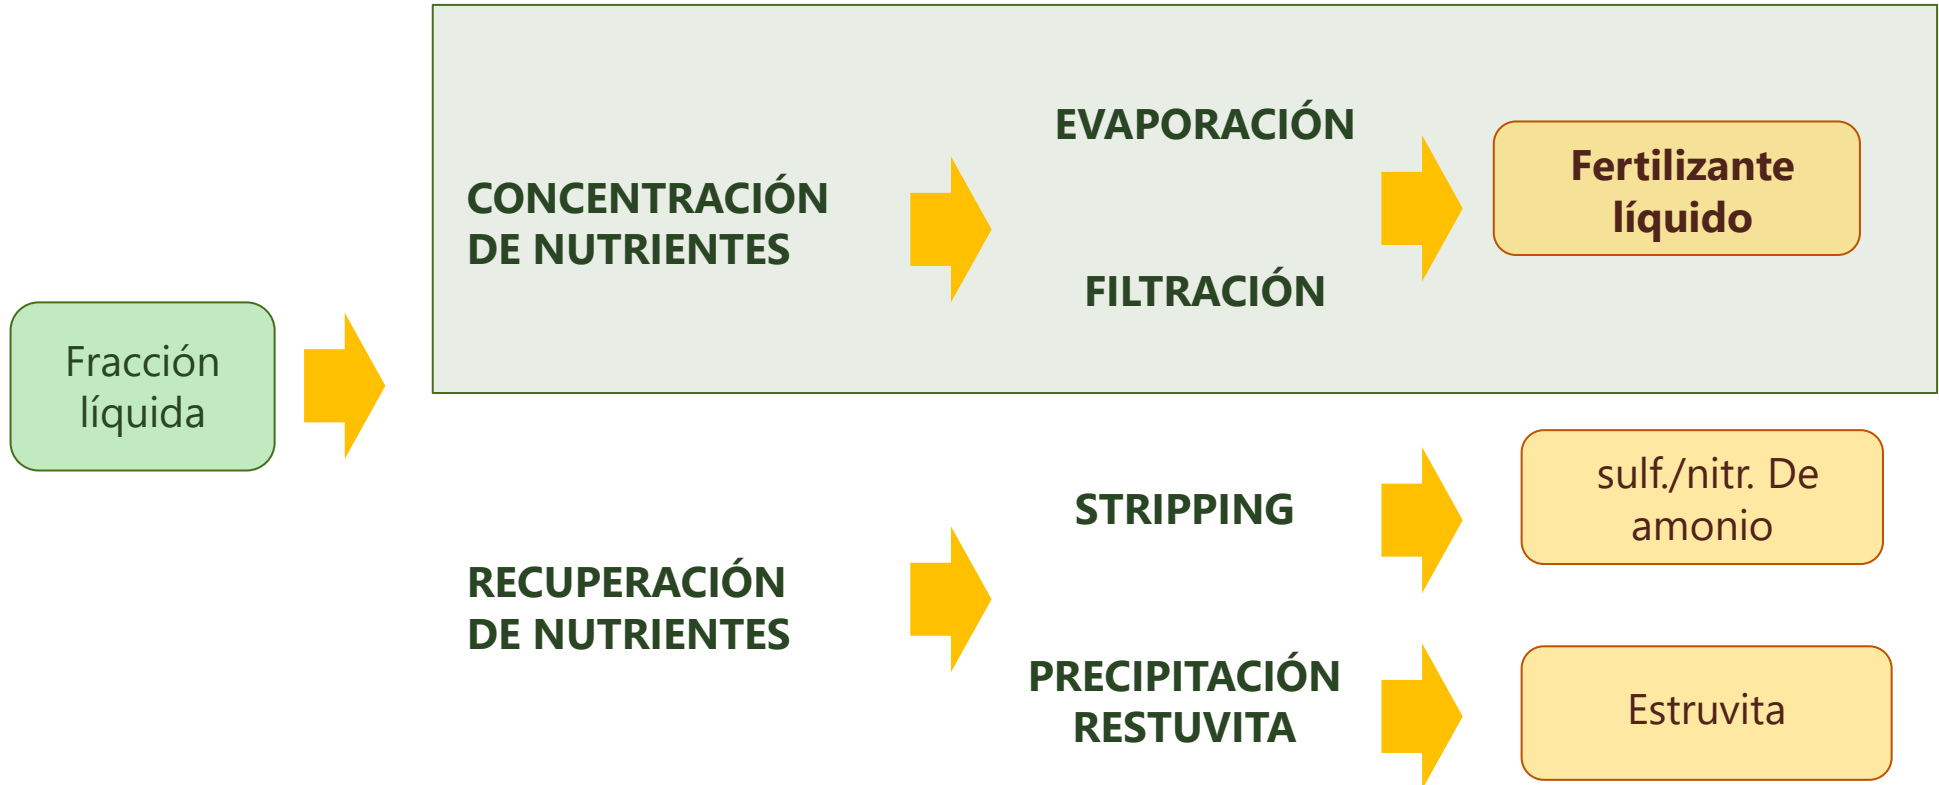 Fracción
líquida
CONCENTRACIÓN
DE NUTRIENTES
EVAPORACIÓN
FILTRACIÓN
Fertilizante
líquido
RECUPERACIÓN
DE NUTRIENTES
STRIPPING
sulf./nitr. De
amonio
PRECIPITACIÓN
RESTUVITA
Estruvita